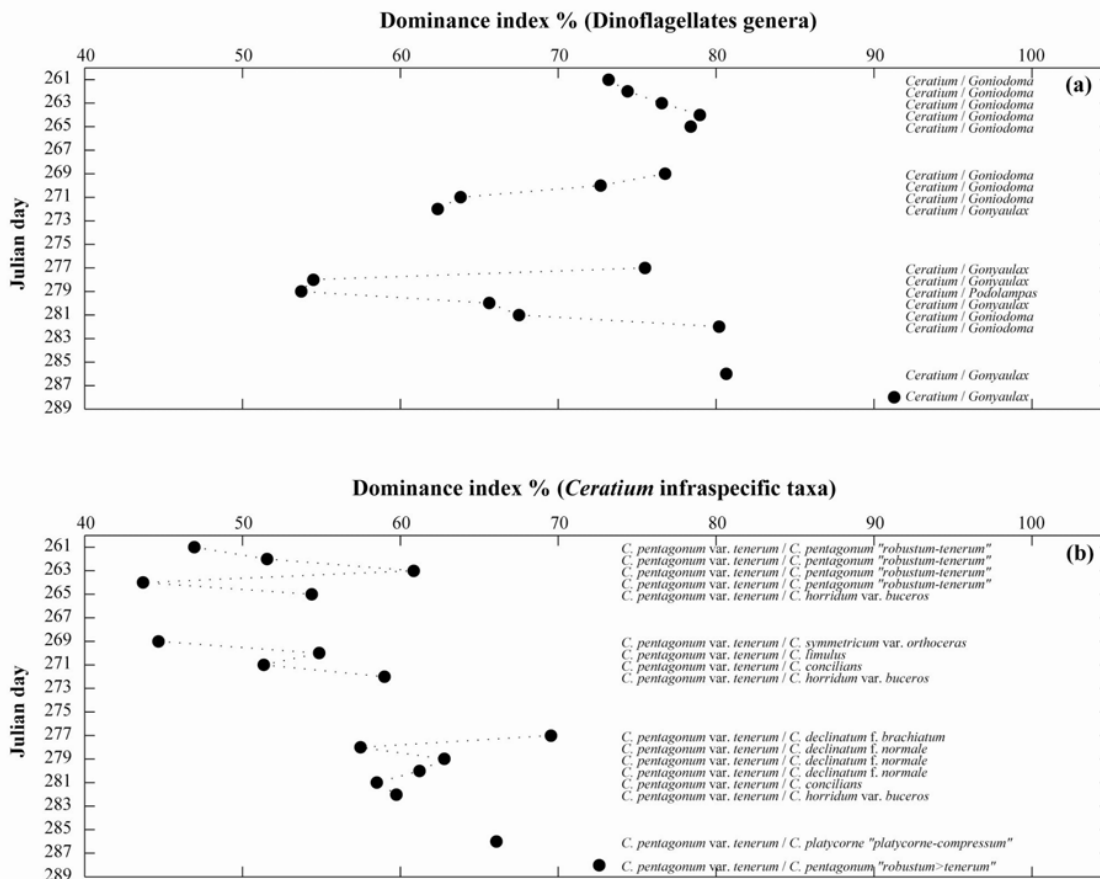 Dominance index % (Dinoflagellates genera)
40 50 60 70 80 90 100
(a)
Julian day
261
263
265
267
269
271
273
275
277
279
281
283
285
287
289
Ceratium / Goniodoma
Ceratium / Goniodoma
Ceratium / Goniodoma
Ceratium / Goniodoma
Ceratium / Goniodoma
Ceratium / Goniodoma
Ceratium / Goniodoma
Ceratium / Goniodoma
Ceratium / Gonyaulax
Ceratium / Gonyaulax
Ceratium / Gonyaulax
Ceratium / Podolampas
Ceratium / Gonyaulax
Ceratium / Goniodoma
Ceratium / Goniodoma
Ceratium / Gonyaulax
Ceratium / Gonyaulax
Dominance index % (Ceratium infraspecific taxa)
40 50 60 70 80 90 100
(b)
Julian day
261
263
265
267
269
271
273
275
277
279
281
283
285
287
289
C. pentagonum var. tenerum / C. pentagonum "robustum-tenerum"
C. pentagonum var. tenerum / C. pentagonum "robustum-tenerum"
C. pentagonum var. tenerum / C. pentagonum "robustum-tenerum"
C. pentagonum var. tenerum / C. pentagonum "robustum-tenerum"
C. pentagonum var. tenerum / C. horridum var. buceros
C. pentagonum var. tenerum / C. symmetricum var. orthoceras
C. pentagonum var. tenerum / C. limulus
C. pentagonum var. tenerum / C. concilians
C. pentagonum var. tenerum / C. horridum var. buceros
C. pentagonum var. tenerum / C. declinatum f. brachiatum
C. pentagonum var. tenerum / C. declinatum f. normale
C. pentagonum var. tenerum / C. declinatum f. normale
C. pentagonum var. tenerum / C. declinatum f. normale
C. pentagonum var. tenerum / C. concilians
C. pentagonum var. tenerum / C. horridum var. buceros
C. pentagonum var. tenerum / C. platycorne "platycorne-compressum"
C. pentagonum var. tenerum / C. pentagonum "robustum>tenerum"